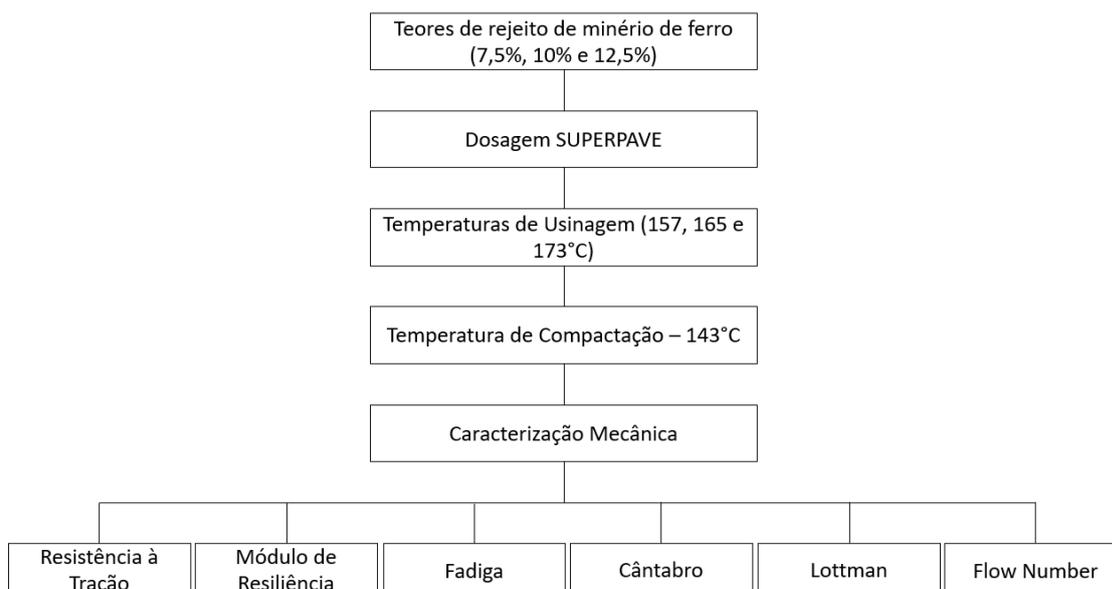 Teores de rejeito de minério de ferro
(7,5%, 10% e 12,5%)
Dosagem SUPERPAVE
Temperaturas de Usinagem (157, 165 e
173°C)
Temperatura de Compactação – 143°C
Caracterização Mecânica
Resistência à
Tração
Módulo de
Resiliência
Fadiga
Cântabro
Lottman
Flow Number